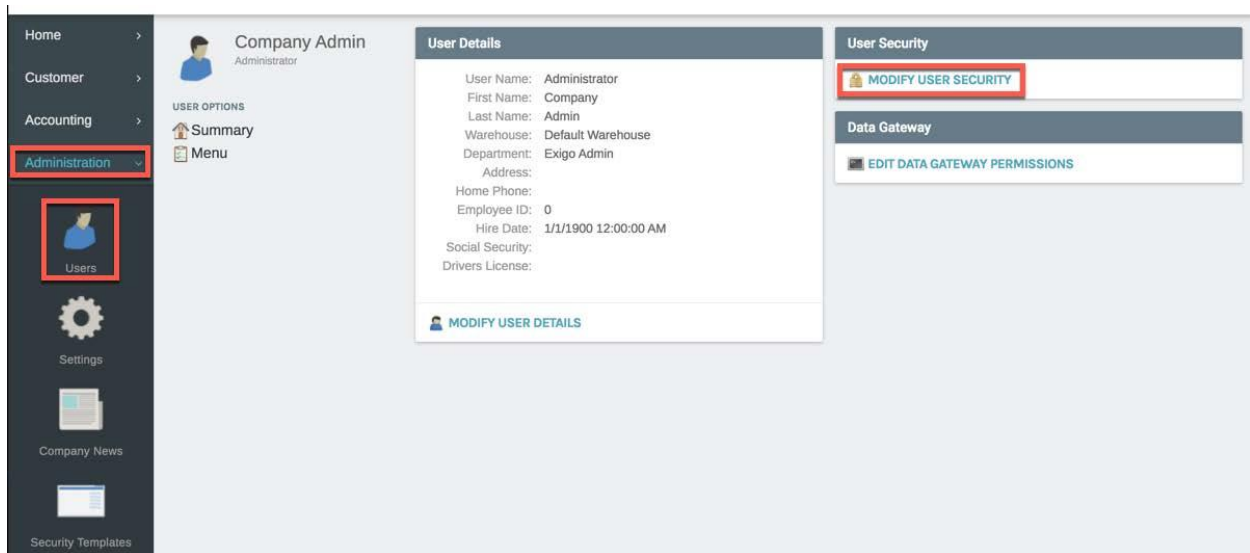 Home
Customer
Accounting
Administration
Users
Settings
Company News
Security Templates
Company Admin
Administrator
USER OPTIONS
Summary
Menu
User Details
User Name: Administrator
First Name: Company
Last Name: Admin
Warehouse: Default Warehouse
Department: Exigo Admin
Address:
Home Phone:
Employee ID: 0
Hire Date: 1/1/1900 12:00:00 AM
Social Security:
Drivers License:
MODIFY USER DETAILS
User Security
MODIFY USER SECURITY
Data Gateway
EDIT DATA GATEWAY PERMISSIONS